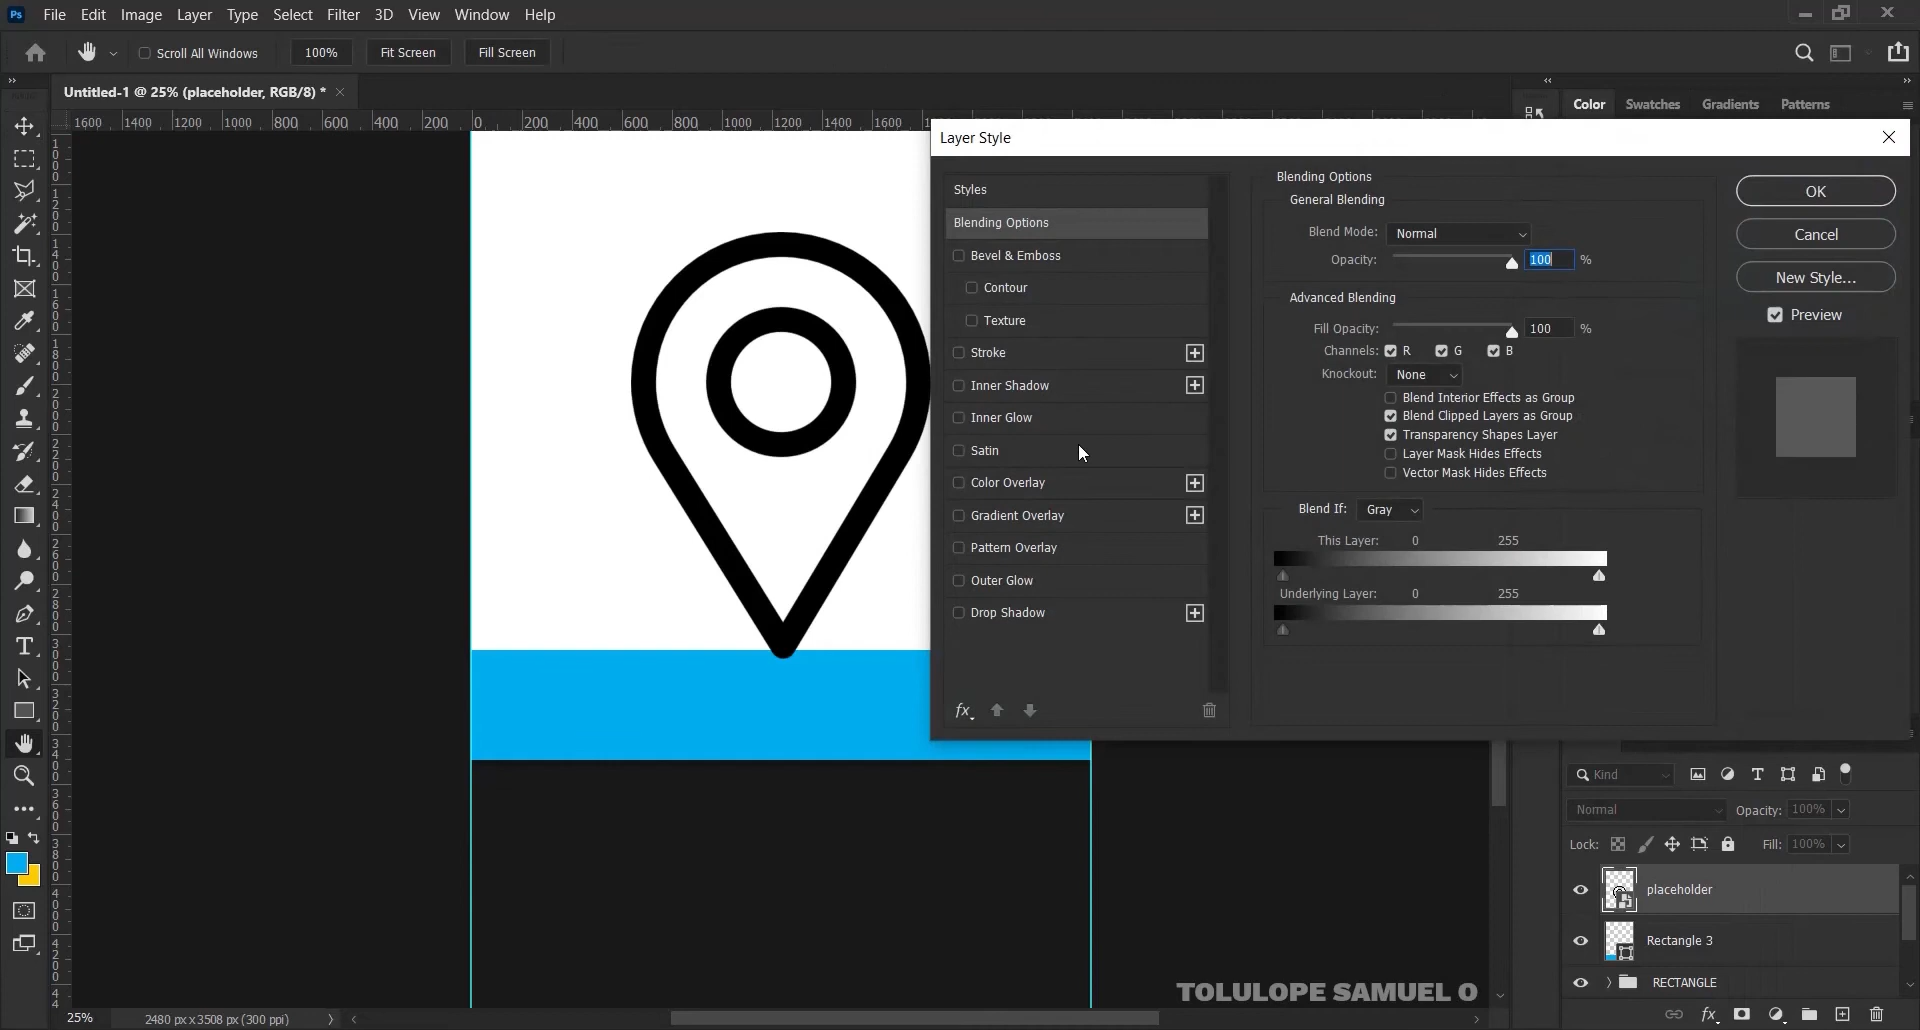 Ps File Edit Image Layer Type Select Filter 3D View Window Help
Scroll All Windows 100% Fit Screen Fill Screen
Untitled-1 @ 25% (placeholder, RGB/8) *
Color Swatches Gradients Patterns
1600 1400 1200 1000 800 600 400 200 0 200 400 600 800 1000 1200 1400 1600
Layer Style
Styles
Blending Options
Bevel & Emboss
Contour
Texture
Stroke
Inner Shadow
Inner Glow
Satin
Color Overlay
Gradient Overlay
Pattern Overlay
Outer Glow
Drop Shadow
fx
Blending Options
General Blending
Blend Mode: Normal
Opacity: 100 %
Advanced Blending
Fill Opacity: 100 %
Channels: R G B
Knockout: None
Blend Interior Effects as Group
Blend Clipped Layers as Group
Transparency Shapes Layer
Layer Mask Hides Effects
Vector Mask Hides Effects
Blend If: Gray
This Layer: 0 255
Underlying Layer: 0 255
OK
Cancel
New Style...
Preview
Kind
Normal Opacity: 100%
Lock: Fill: 100%
placeholder
Rectangle 3
RECTANGLE
fx
TOLULOPE SAMUEL O
25% 2480 px x 3508 px (300 ppi)